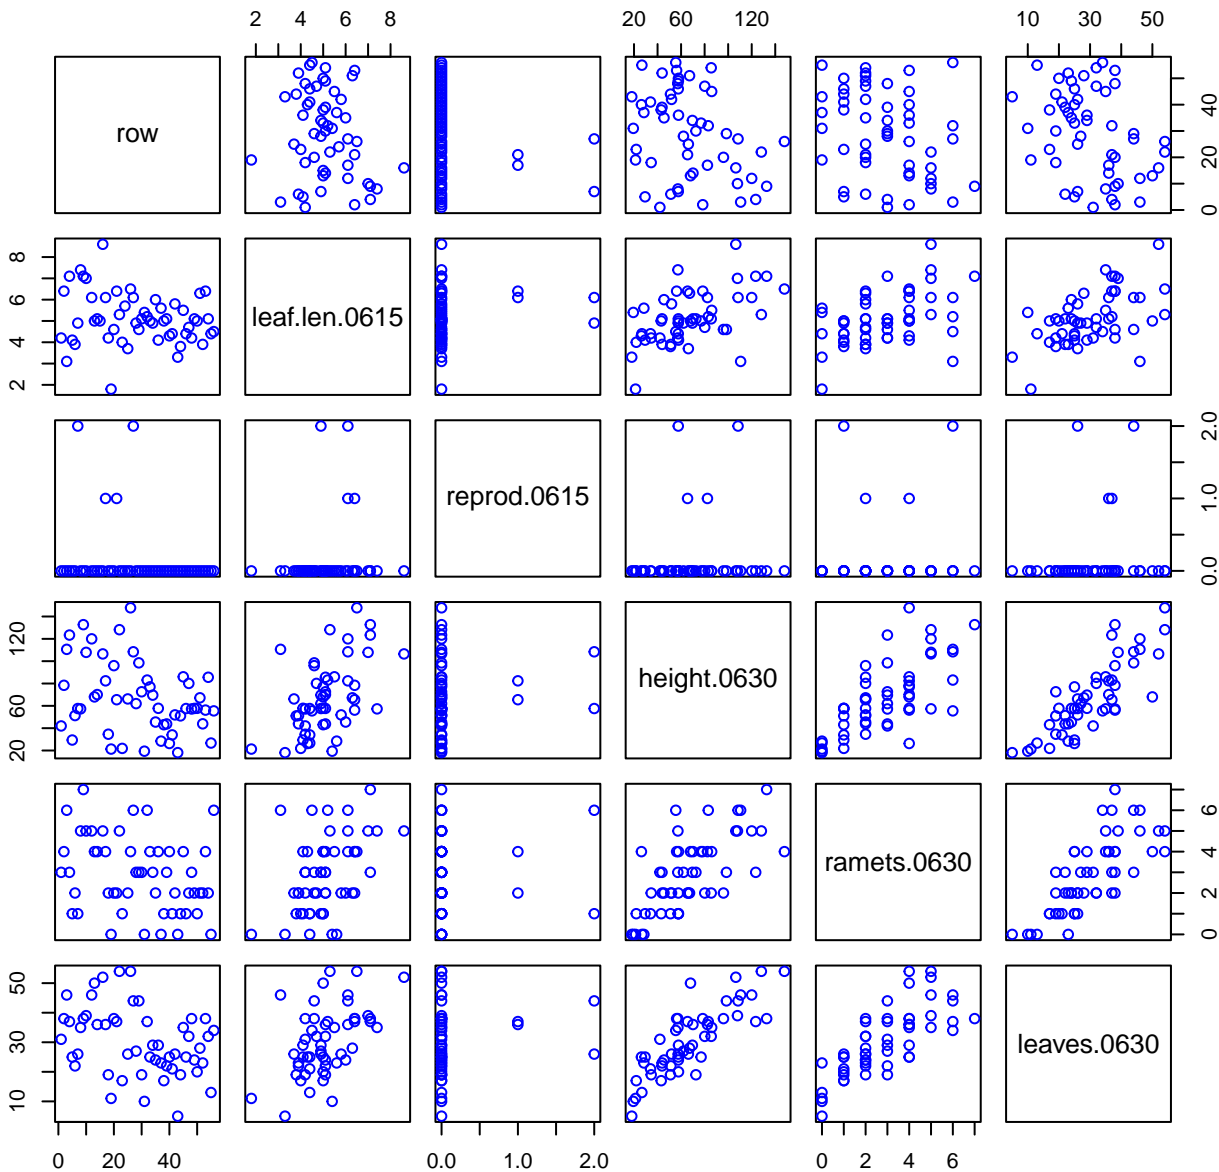 2 4 6 8 20 60 120 10 30 50
row 0 20 40
2 4 6 8 leaf.len.0615
reprod.0615 0.0 1.0 2.0
20 60 120 height.0630
ramets.0630 0 2 4 6
10 30 50 leaves.0630
0 20 40 0.0 1.0 2.0 0 2 4 6